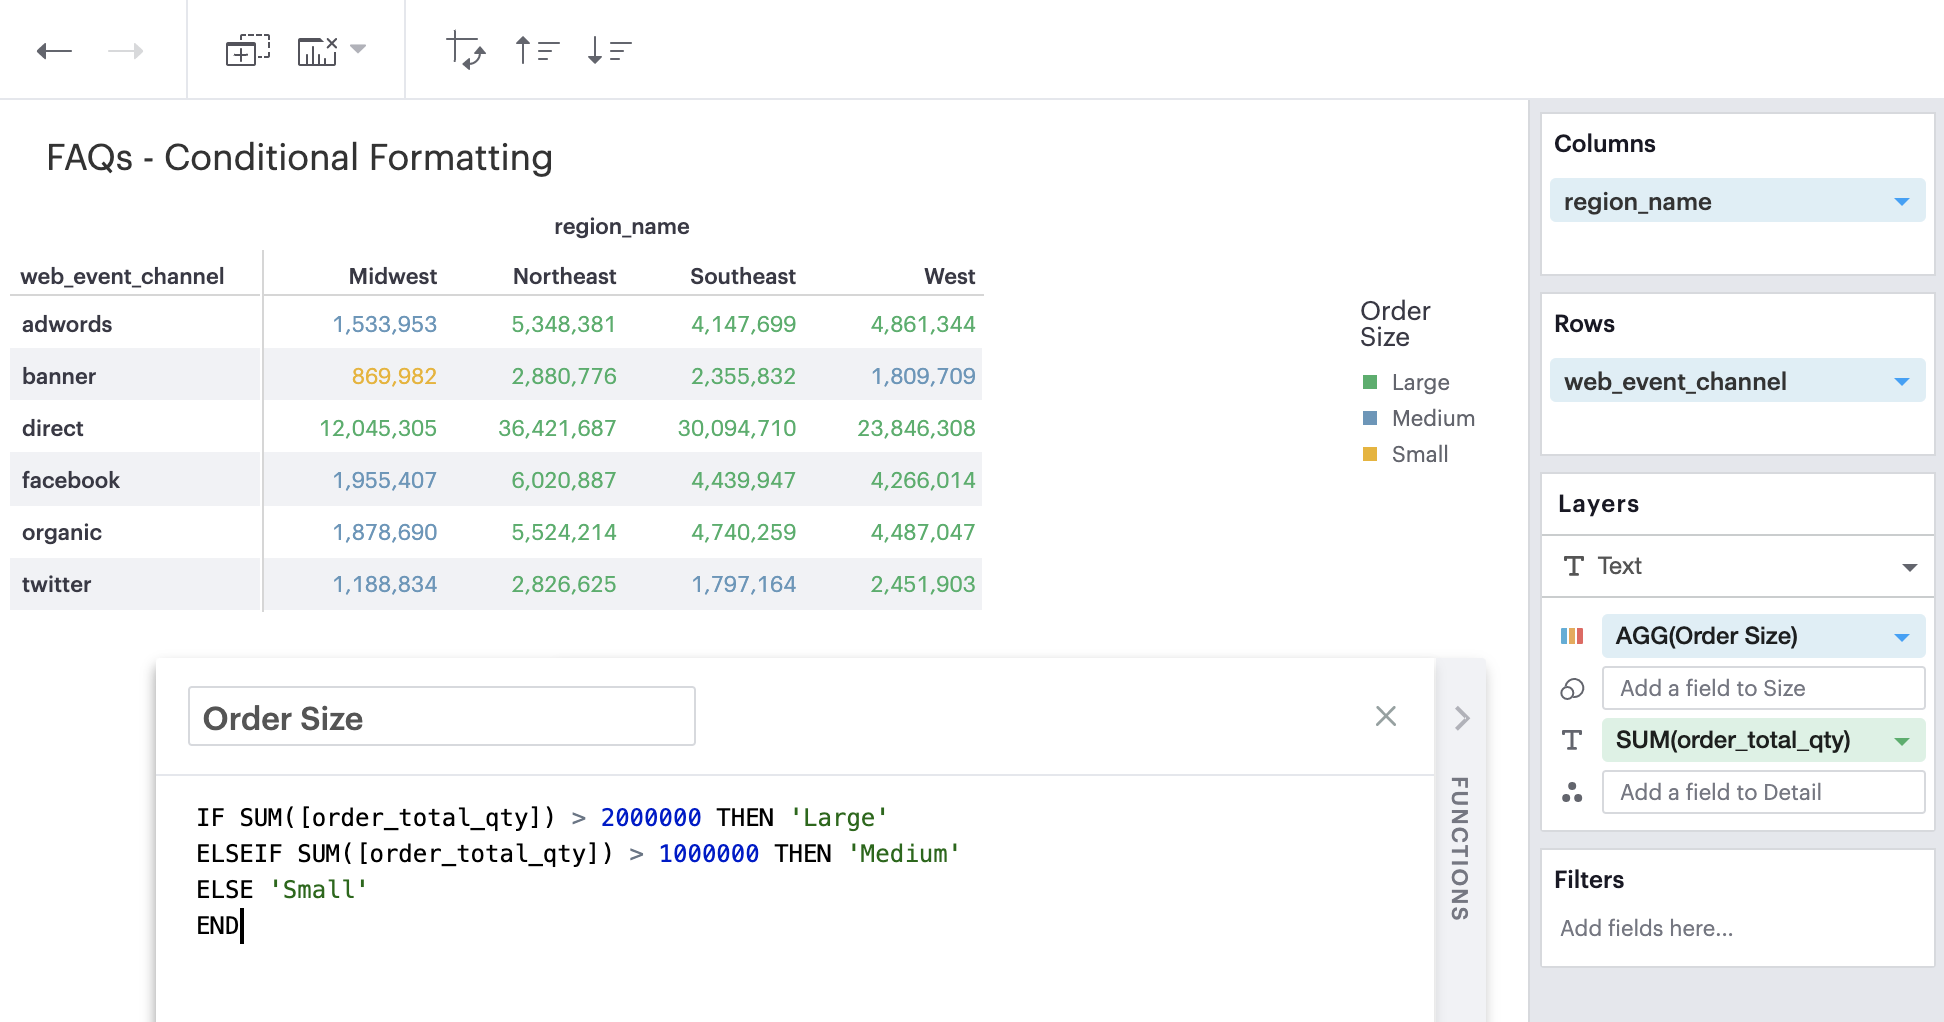 FAQs - Conditional Formatting
region_name
web_event_channel Midwest Northeast Southeast West
adwords 1,533,953 5,348,381 4,147,699 4,861,344
banner 869,982 2,880,776 2,355,832 1,809,709
direct 12,045,305 36,421,687 30,094,710 23,846,308
facebook 1,955,407 6,020,887 4,439,947 4,266,014
organic 1,878,690 5,524,214 4,740,259 4,487,047
twitter 1,188,834 2,826,625 1,797,164 2,451,903
Order
Size
Large
Medium
Small
Order Size
IF SUM([order_total_qty]) > 2000000 THEN 'Large'
ELSEIF SUM([order_total_qty]) > 1000000 THEN 'Medium'
ELSE 'Small'
END
FUNCTIONS
Columns
region_name
Rows
web_event_channel
Layers
Text
AGG(Order Size)
Add a field to Size
SUM(order_total_qty)
Add a field to Detail
Filters
Add fields here...